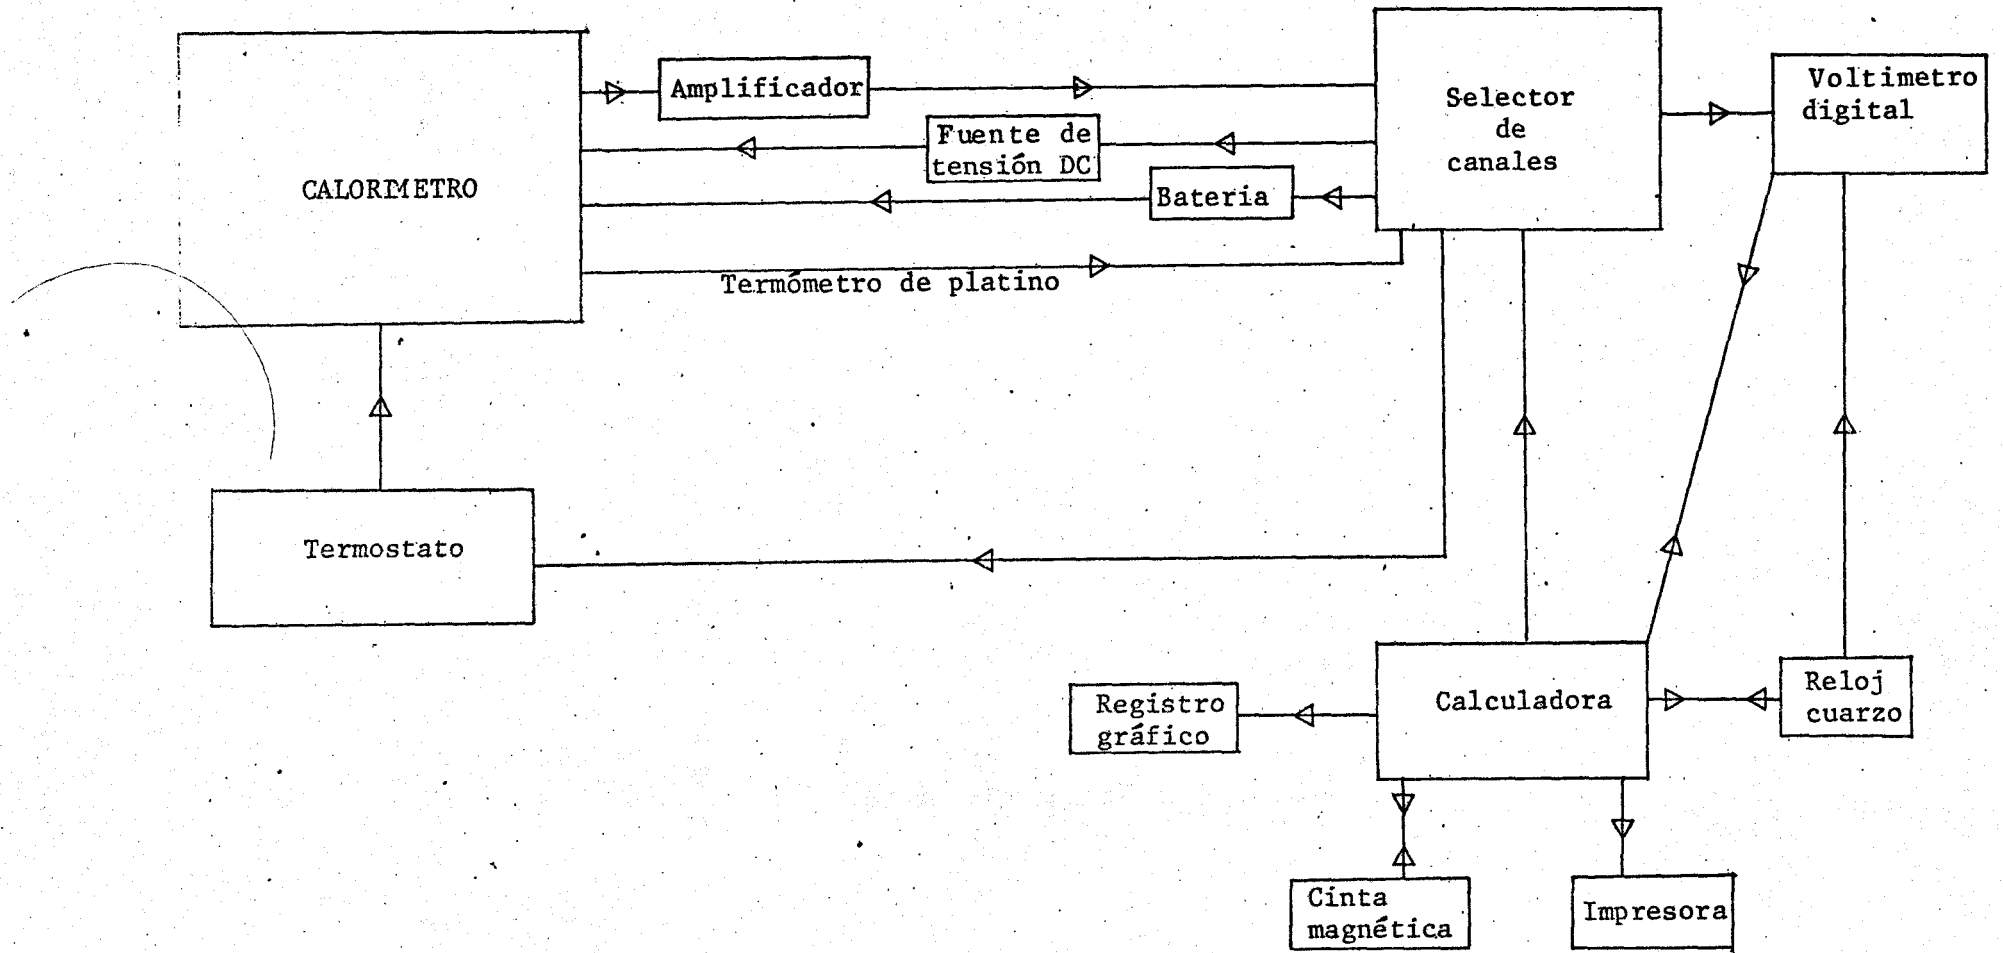 Amplificador
Selector
de
canales
Voltimetro
digital
Fuente de
tensión DC
CALORIMETRO
Bateria
Termómetro de platino
Termostato
Calculadora
Reloj
cuarzo
Registro
gráfico
Cinta
magnética
Impresora